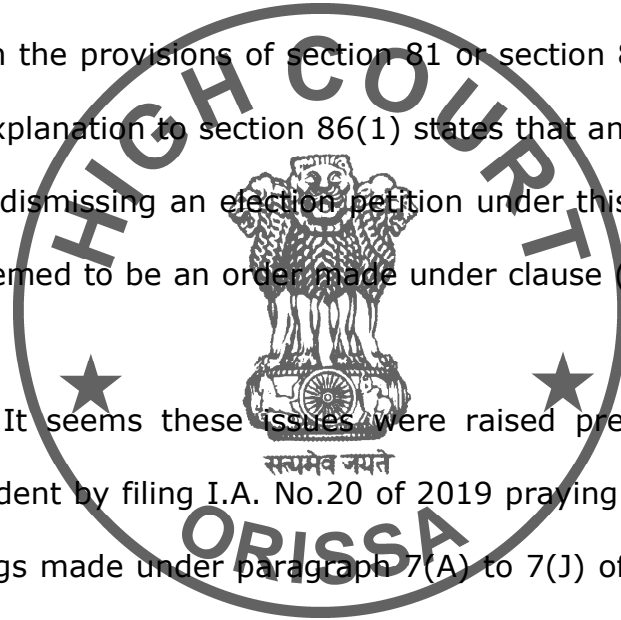 n the provisions of section 81 or section 8
xplanation to section 86(1) states that an
dismissing an election petition under this
emed to be an order made under clause (
It seems these issues were raised pre
dent by filing I.A. No.20 of 2019 praying
gs made under paragraph 7(A) to 7(J) of
HIGH COURT
सत्यमेव जयते
ORISSA